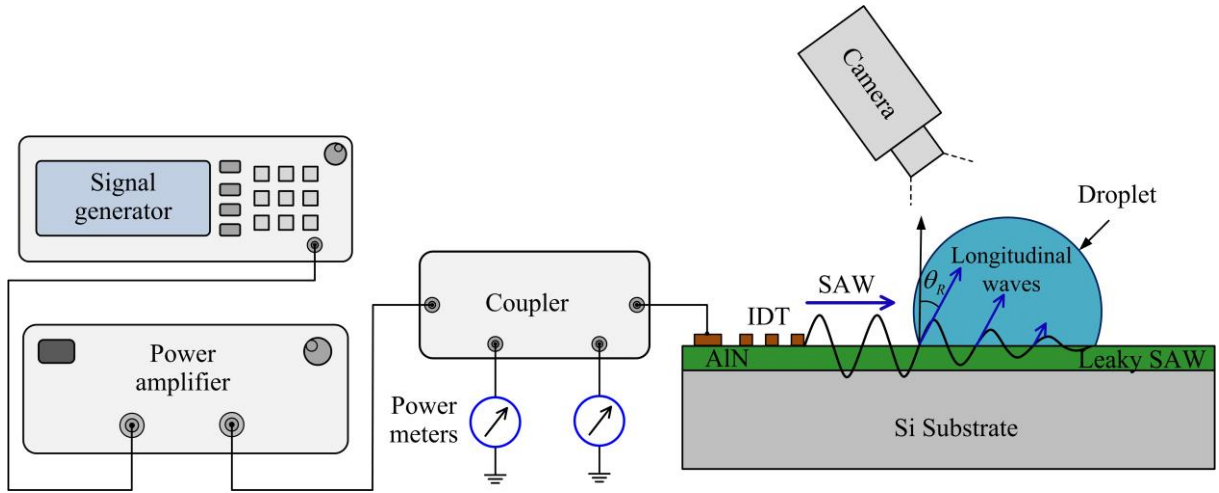 Signal
generator
Power
amplifier
Coupler
Power
meters
Camera
Droplet
Longitudinal
waves
θR
SAW
IDT
AlN
Leaky SAW
Si Substrate